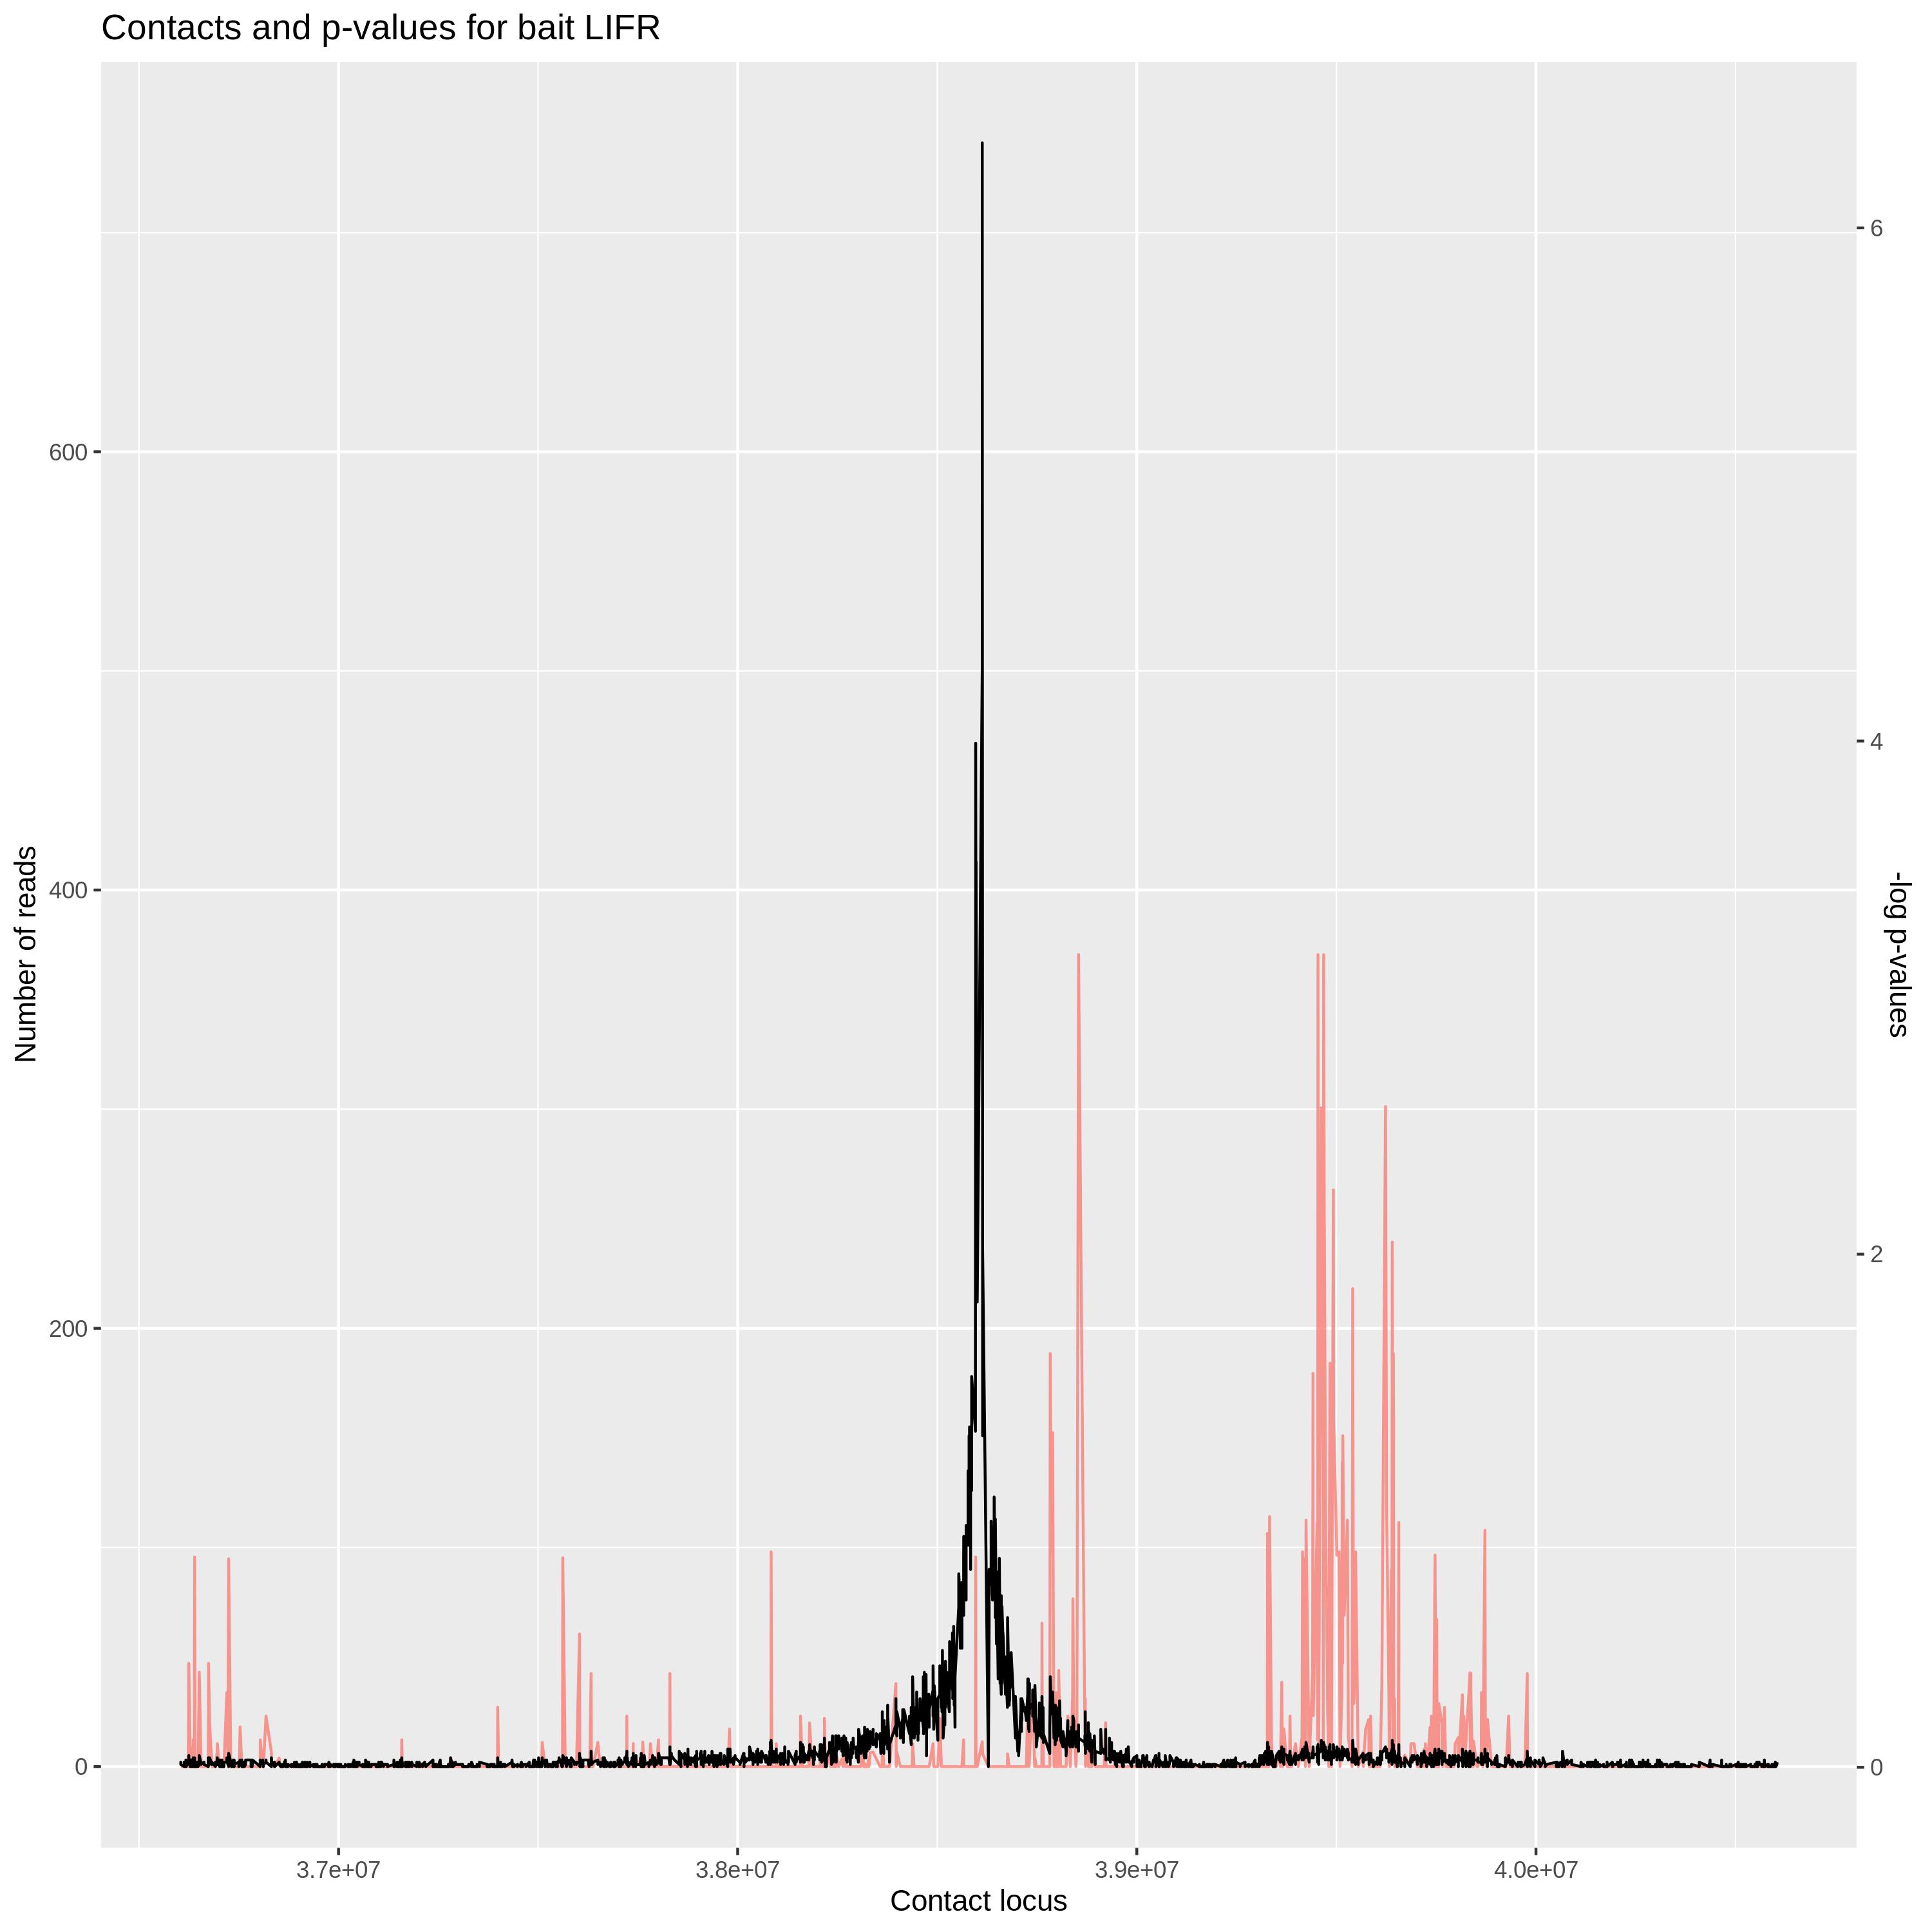 Contacts and p-values for bait LIFR
Number of reads
600
400
200
0
6
4
2
0
-log p-values
3.7e+07
3.8e+07
3.9e+07
4.0e+07
Contact locus